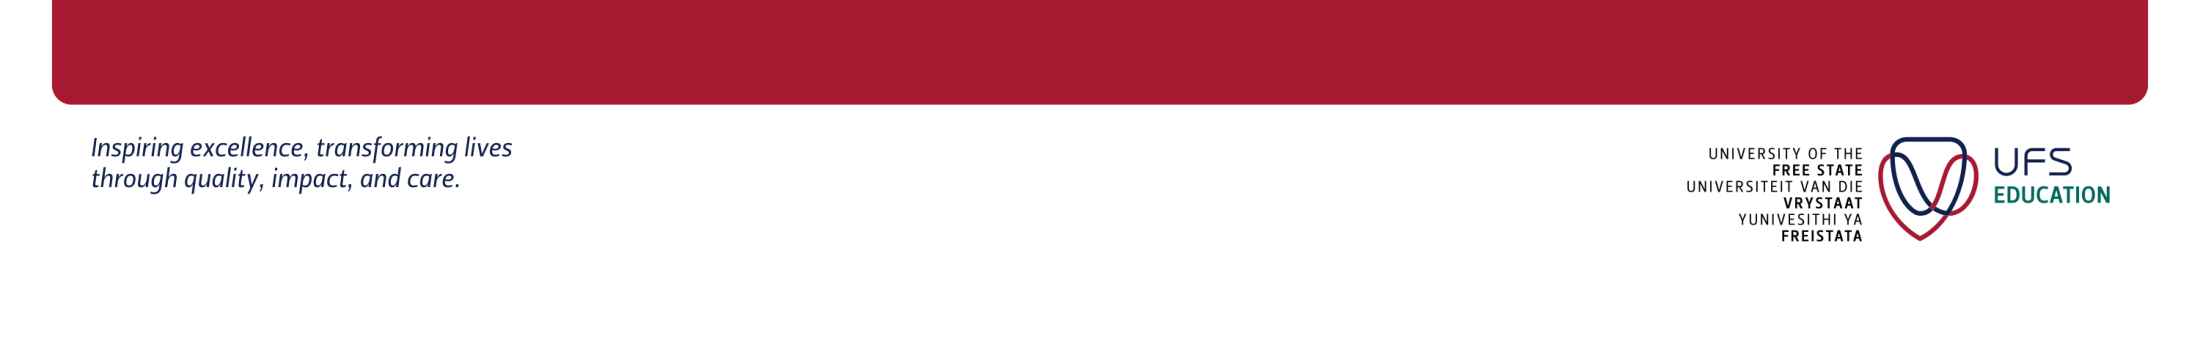 Inspiring excellence, transforming lives
through quality, impact, and care.
UNIVERSITY OF THE
FREE STATE
UNIVERSITEIT VAN DIE
VRYSTAAT
YUNIVESITHI YA
FREISTATA
UFS
EDUCATION